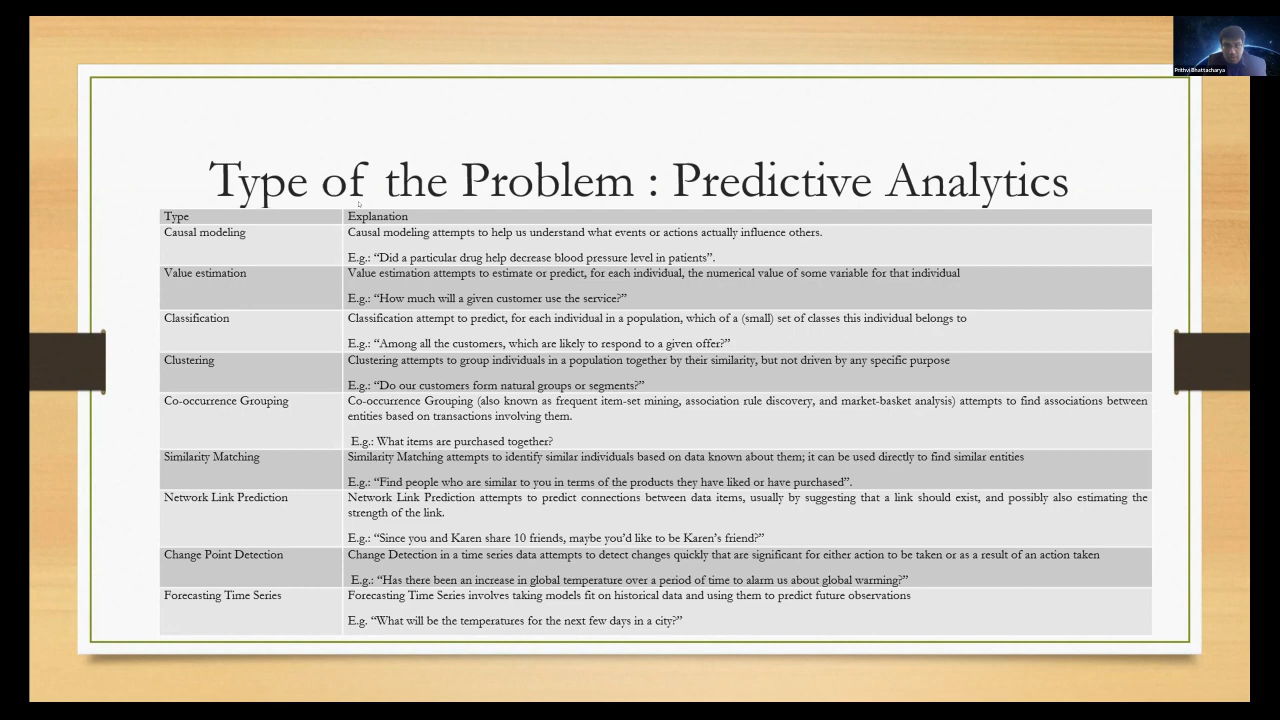 Prithvi Bhattacharya
Type of the Problem : Predictive Analytics
Type
Explanation
Causal modeling
Causal modeling attempts to help us understand what events or actions actually influence others.
E.g.: “Did a particular drug help decrease blood pressure level in patients”.
Value estimation
Value estimation attempts to estimate or predict, for each individual, the numerical value of some variable for that individual
E.g.: “How much will a given customer use the service?”
Classification
Classification attempt to predict, for each individual in a population, which of a (small) set of classes this individual belongs to
E.g.: “Among all the customers, which are likely to respond to a given offer?”
Clustering
Clustering attempts to group individuals in a population together by their similarity, but not driven by any specific purpose
E.g.: “Do our customers form natural groups or segments?”
Co-occurrence Grouping
Co-occurrence Grouping (also known as frequent item-set mining, association rule discovery, and market-basket analysis) attempts to find associations between
entities based on transactions involving them.
E.g.: What items are purchased together?
Similarity Matching
Similarity Matching attempts to identify similar individuals based on data known about them; it can be used directly to find similar entities
E.g.: “Find people who are similar to you in terms of the products they have liked or have purchased”.
Network Link Prediction
Network Link Prediction attempts to predict connections between data items, usually by suggesting that a link should exist, and possibly also estimating the
strength of the link.
E.g.: “Since you and Karen share 10 friends, maybe you’d like to be Karen’s friend?”
Change Point Detection
Change Detection in a time series data attempts to detect changes quickly that are significant for either action to be taken or as a result of an action taken
E.g.: “Has there been an increase in global temperature over a period of time to alarm us about global warming?”
Forecasting Time Series
Forecasting Time Series involves taking models fit on historical data and using them to predict future observations
E.g. “What will be the temperatures for the next few days in a city?”